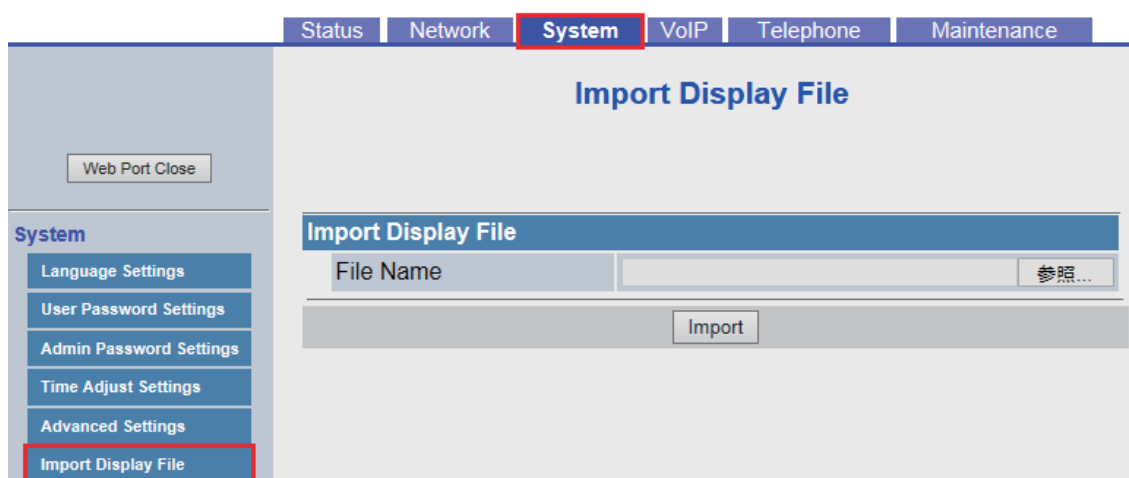 Status Network System VoIP Telephone Maintenance
Import Display File
Web Port Close
System
Language Settings
User Password Settings
Admin Password Settings
Time Adjust Settings
Advanced Settings
Import Display File
Import Display File
File Name 参照...
Import